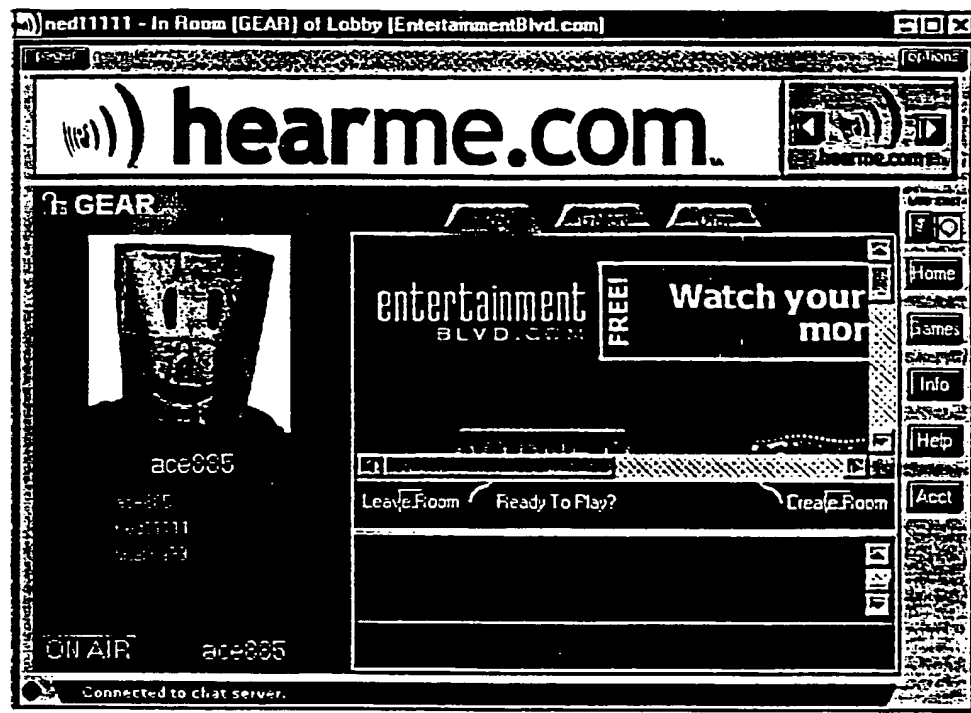 ned11111 - In Room [GEAR] of Lobby [EntertainmentBlvd.com]
pager
options
hearme.com
hearme.com
GEAR
entertainment
BLVD.COM
FREE!
Watch your
mor
Home
Games
Info
Help
Acct
ace885
Leave Room
Ready To Play?
Create Room
ON AIR
ace885
Connected to chat server.